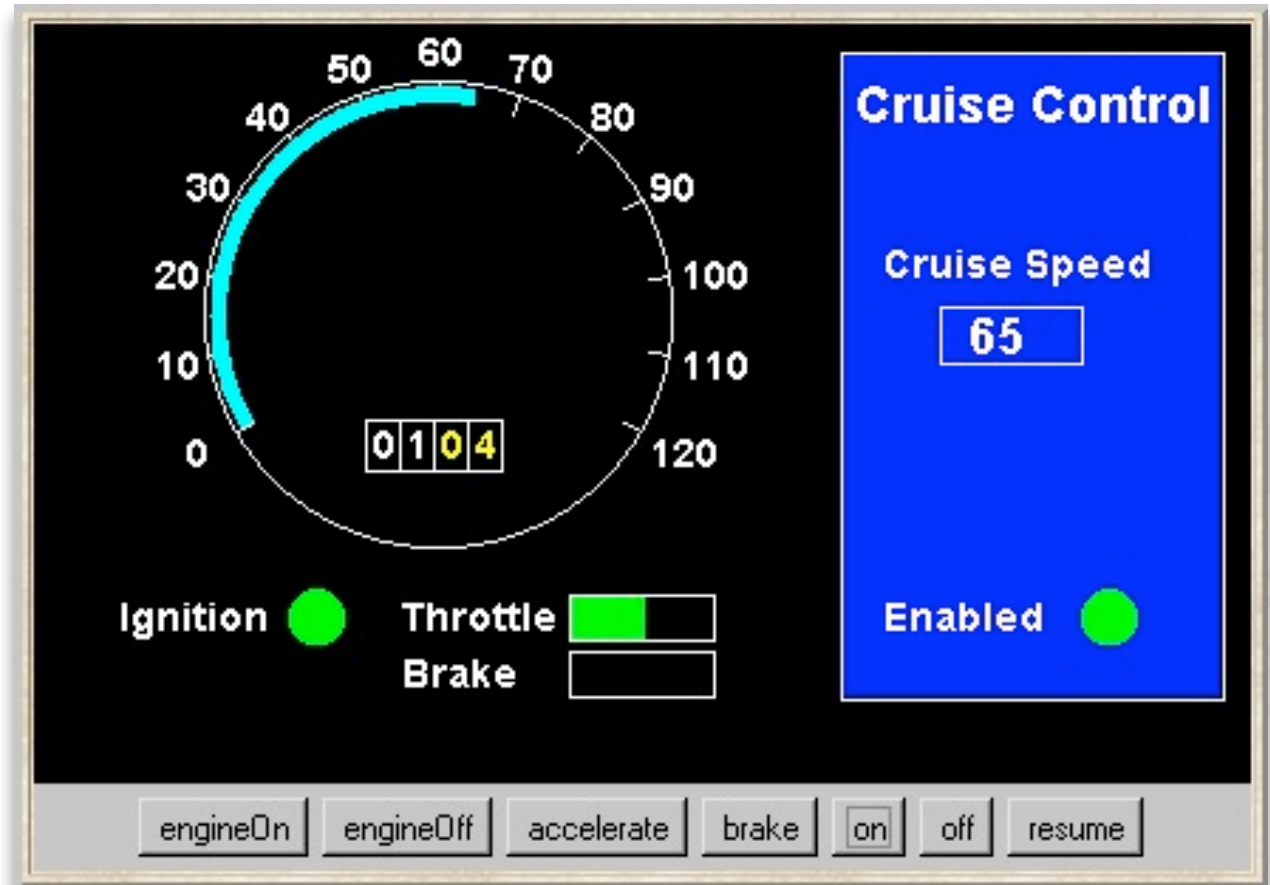 0
10
20
30
40
50
60
70
80
90
100
110
120
0104
Cruise Control
Cruise Speed
65
Ignition
Throttle
Brake
Enabled
engineOn engineOff accelerate brake on off resume